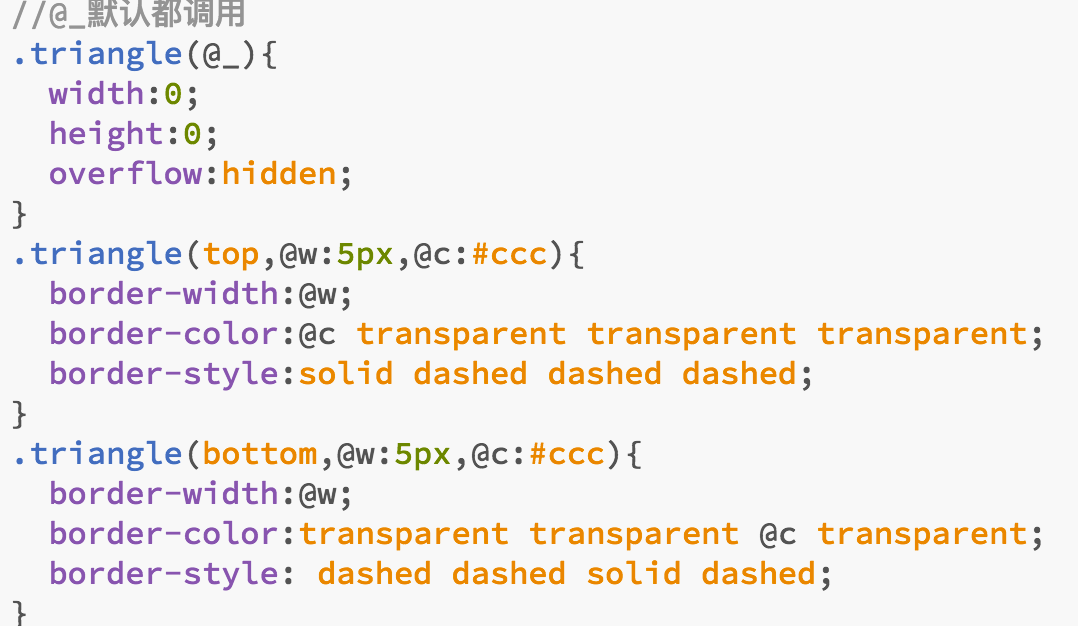 //@_默认都调用
.triangle(@_){
  width:0;
  height:0;
  overflow:hidden;
}
.triangle(top,@w:5px,@c:#ccc){
  border-width:@w;
  border-color:@c transparent transparent transparent;
  border-style:solid dashed dashed dashed;
}
.triangle(bottom,@w:5px,@c:#ccc){
  border-width:@w;
  border-color:transparent transparent @c transparent;
  border-style: dashed dashed solid dashed;
}